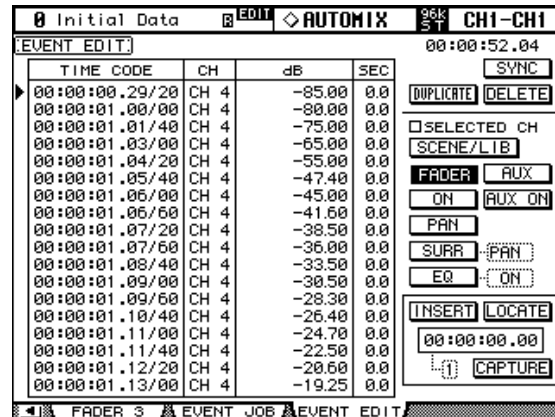 0 Initial Data R EDIT ◇AUTOMIX 96k ST CH1-CH1
EVENT EDIT 00:00:52.04
TIME CODE CH dB SEC SYNC
00:00:00.29/20 CH 4 -85.00 0.0 DUPLICATE DELETE
00:00:01.00/00 CH 4 -80.00 0.0
00:00:01.01/40 CH 4 -75.00 0.0 SELECTED CH
00:00:01.03/00 CH 4 -65.00 0.0 SCENE/LIB
00:00:01.04/20 CH 4 -55.00 0.0
00:00:01.05/40 CH 4 -47.40 0.0 FADER AUX
00:00:01.06/00 CH 4 -45.00 0.0 ON AUX ON
00:00:01.06/60 CH 4 -41.60 0.0
00:00:01.07/20 CH 4 -38.50 0.0 PAN
00:00:01.07/60 CH 4 -36.00 0.0 SURR PAN
00:00:01.08/40 CH 4 -33.50 0.0
00:00:01.09/00 CH 4 -30.50 0.0 EQ ON
00:00:01.09/60 CH 4 -28.30 0.0
00:00:01.10/40 CH 4 -26.40 0.0 INSERT LOCATE
00:00:01.11/00 CH 4 -24.70 0.0 00:00:00.00
00:00:01.11/40 CH 4 -22.50 0.0
00:00:01.12/20 CH 4 -20.60 0.0 1 CAPTURE
00:00:01.13/00 CH 4 -19.25 0.0
FADER 3 EVENT JOB EVENT EDIT